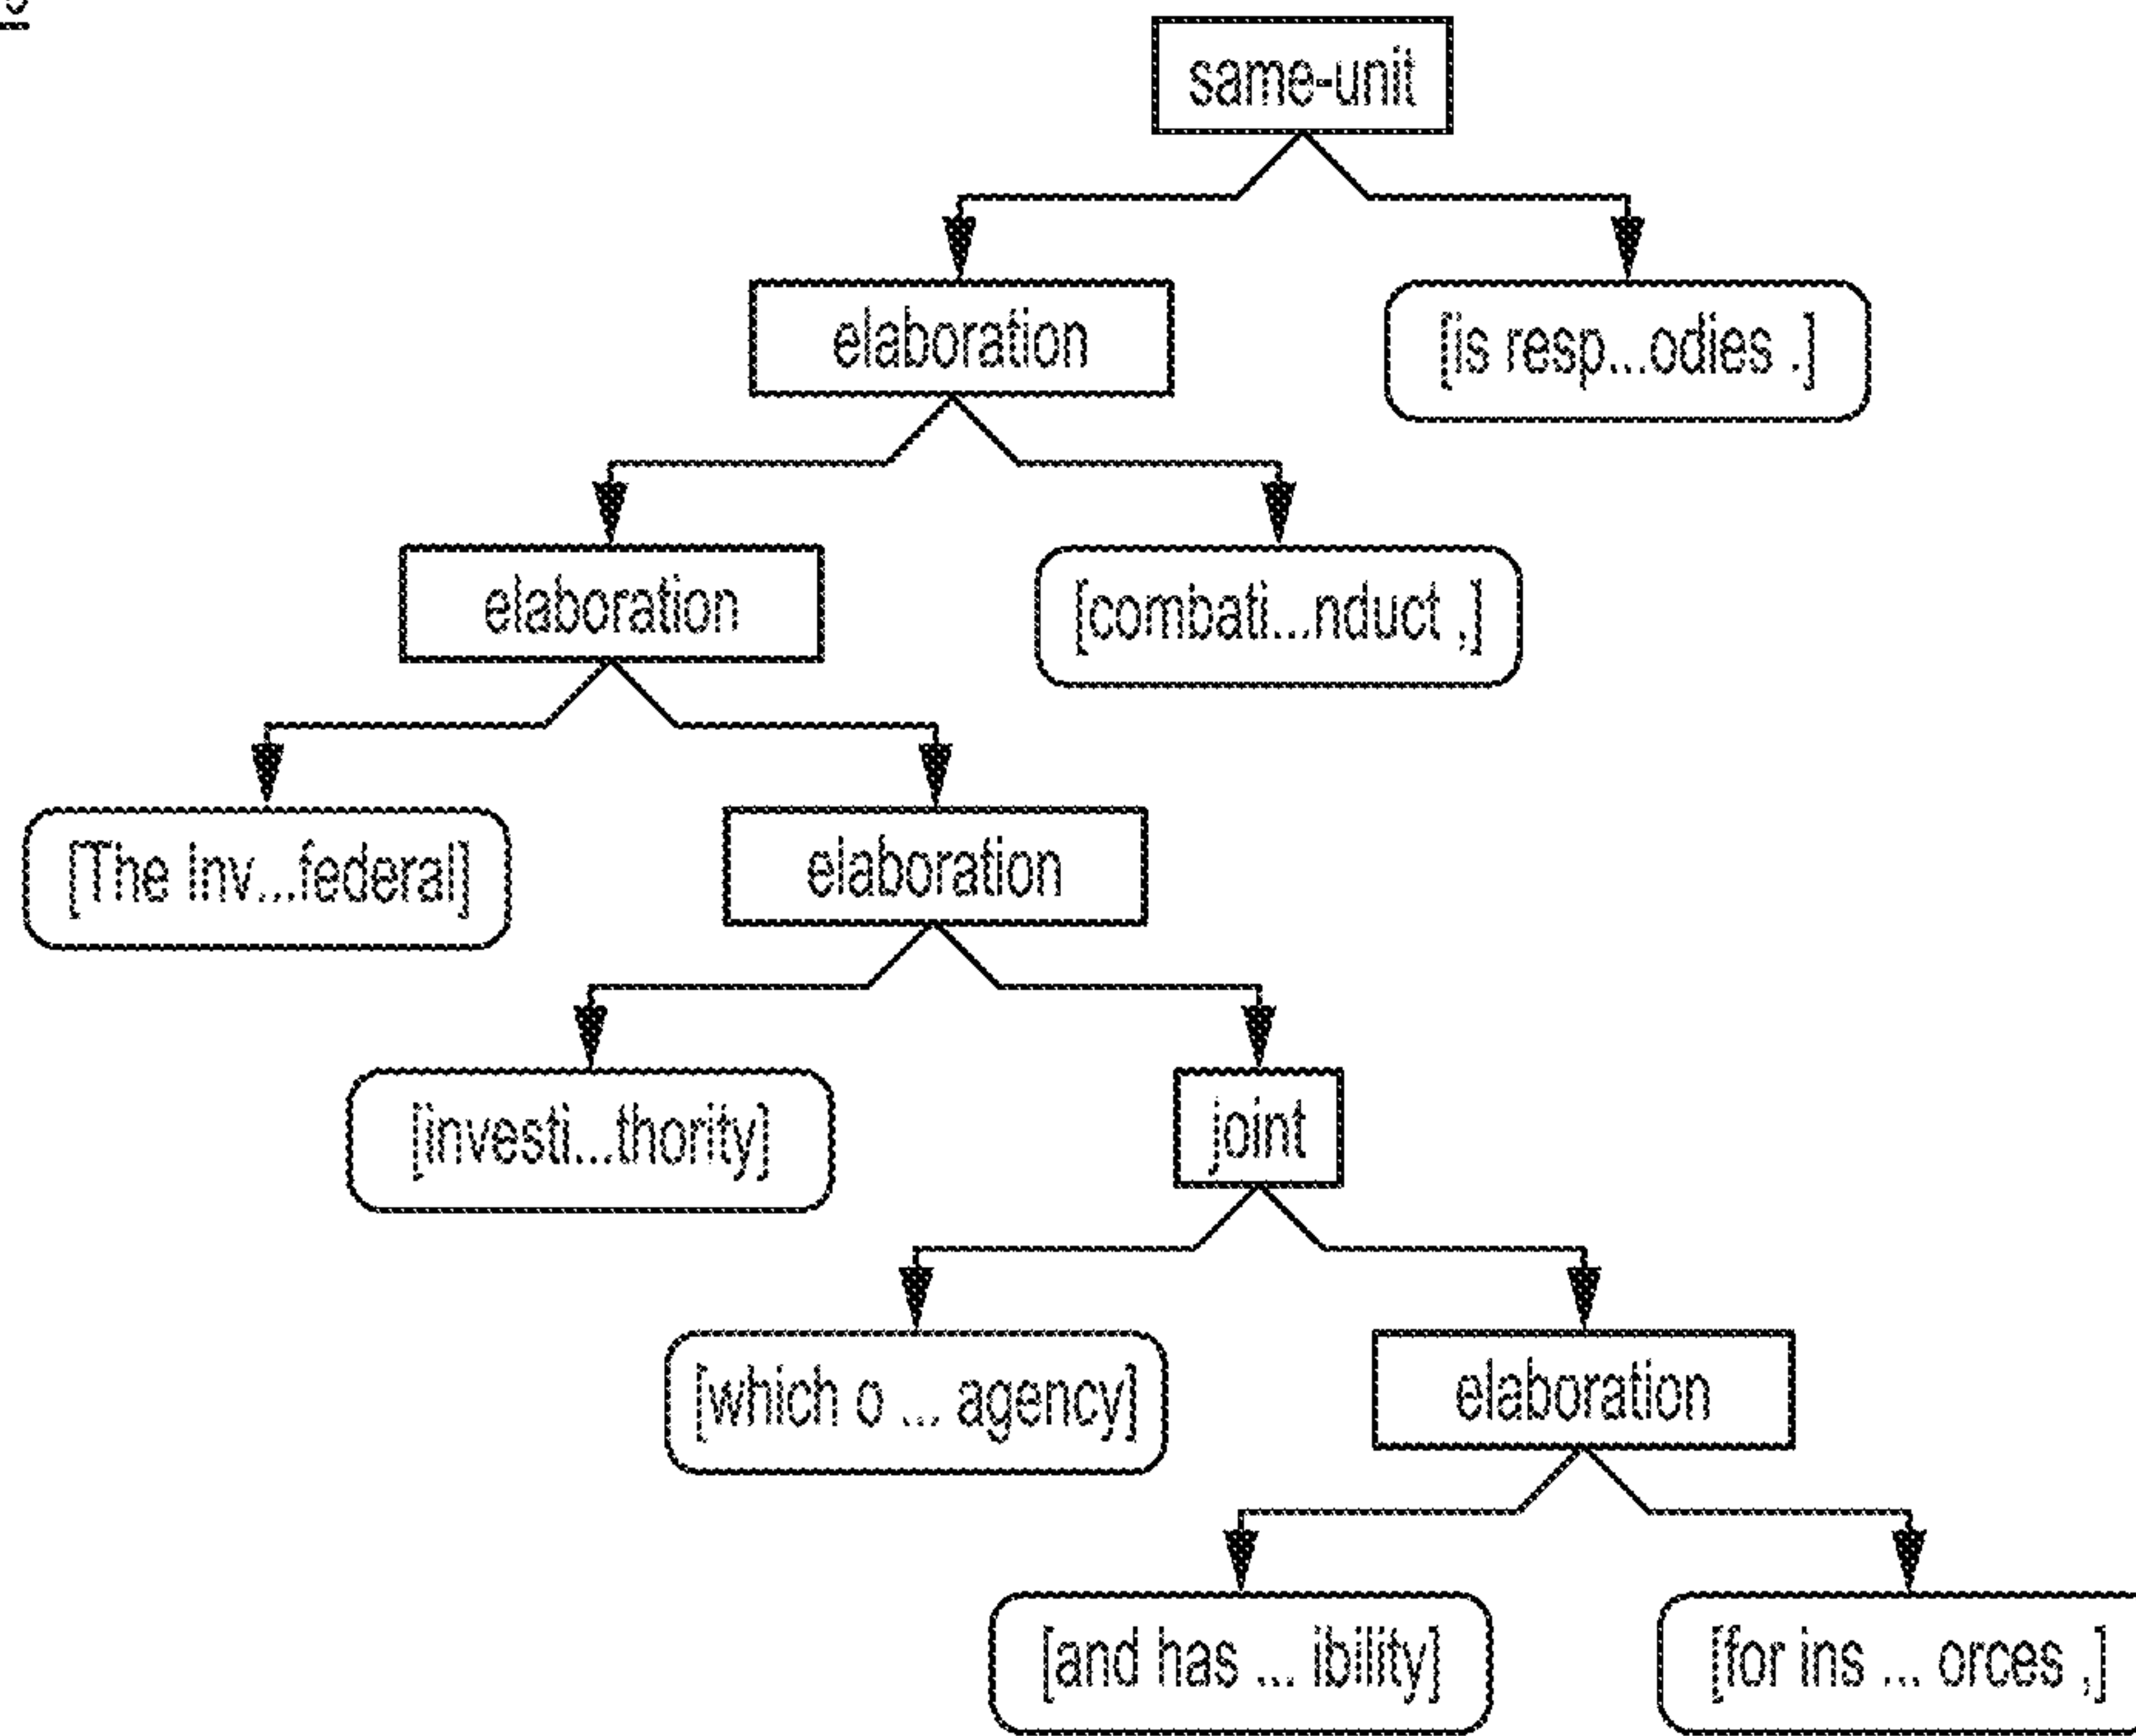 same-unit
elaboration
[is resp...odies .]
elaboration
[combati...nduct ,]
[The Inv...federal]
elaboration
[investi...thority]
joint
[which o ... agency]
elaboration
[and has ... ibility]
[for ins ... orces ,]